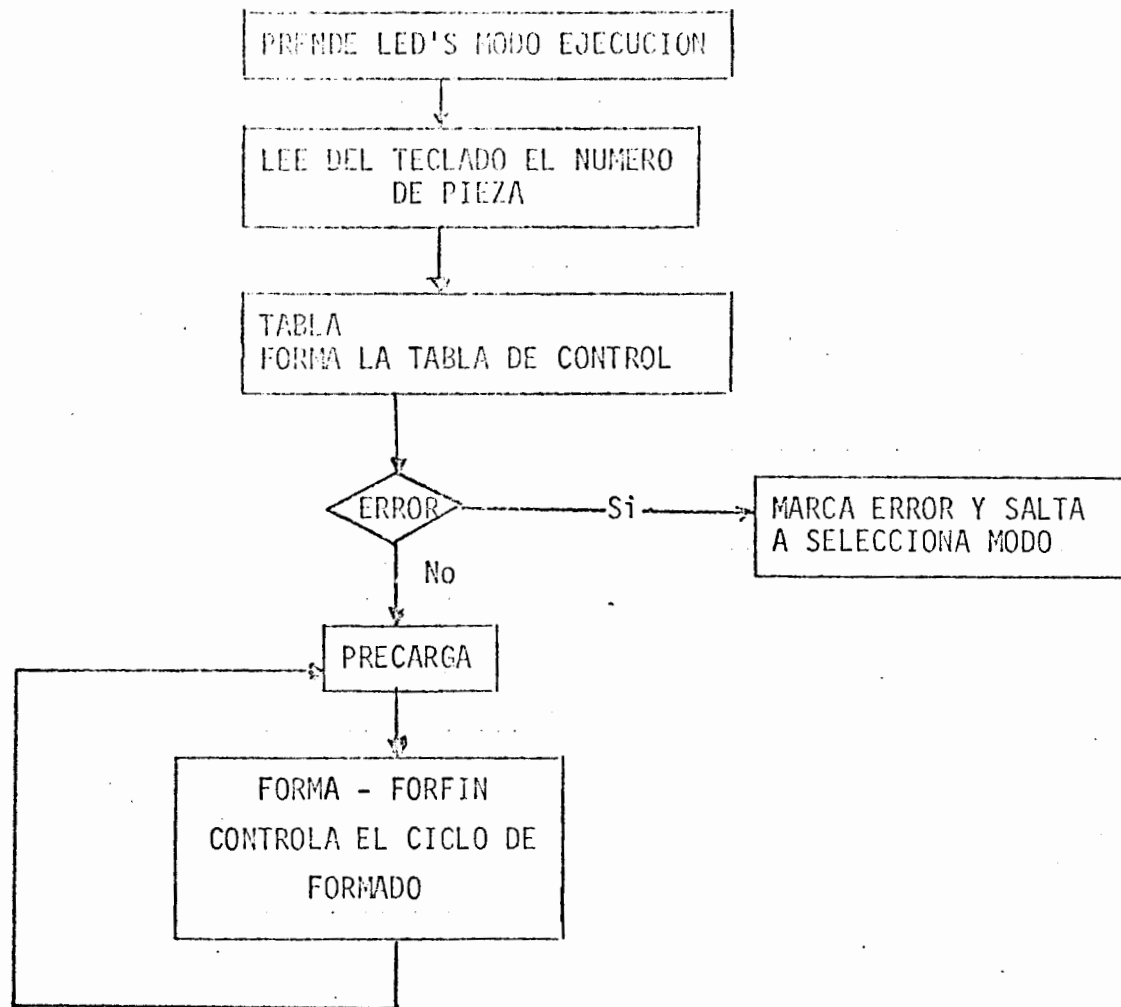 PRENDE LED'S MODO EJECUCION
LEE DEL TECLADO EL NUMERO
DE PIEZA
TABLA
FORMA LA TABLA DE CONTROL
ERROR
Si
MARCA ERROR Y SALTA
A SELECCIONA MODO
No
PRECARGA
FORMA - FORFIN
CONTROLA EL CICLO DE
FORMADO